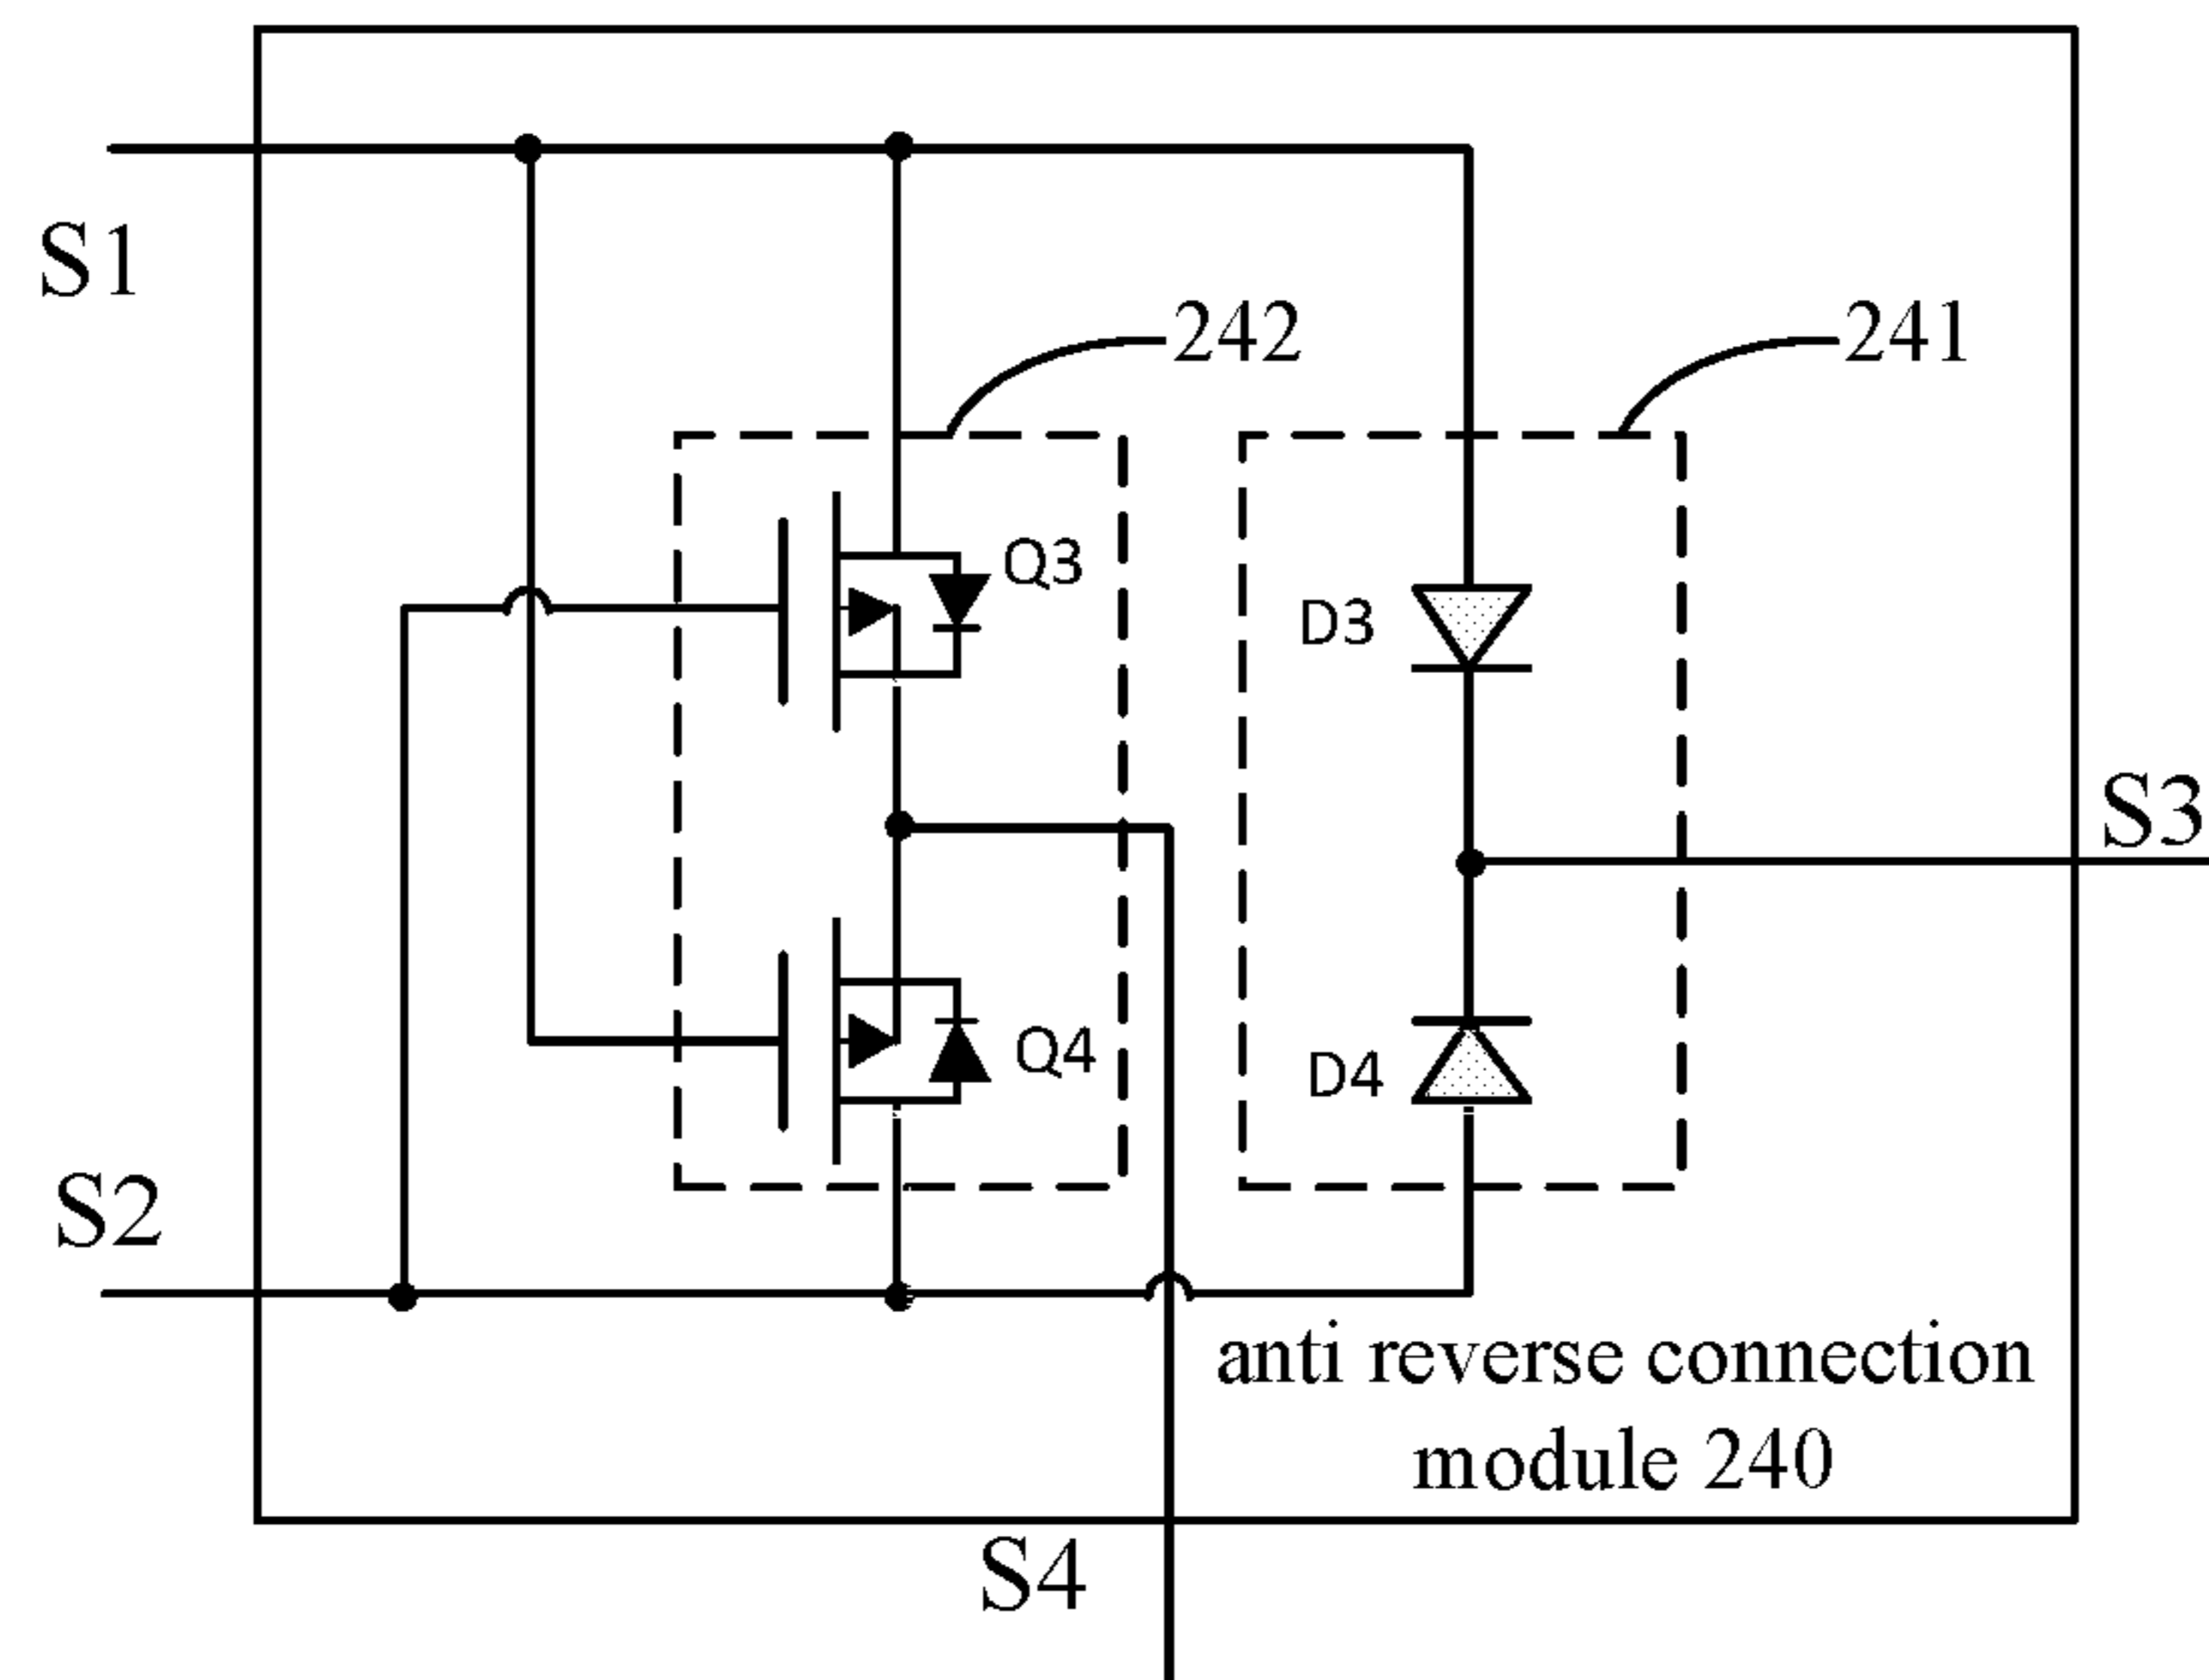 S1
242
241
Q3
D3
S3
Q4
D4
S2
anti reverse connection
module 240
S4